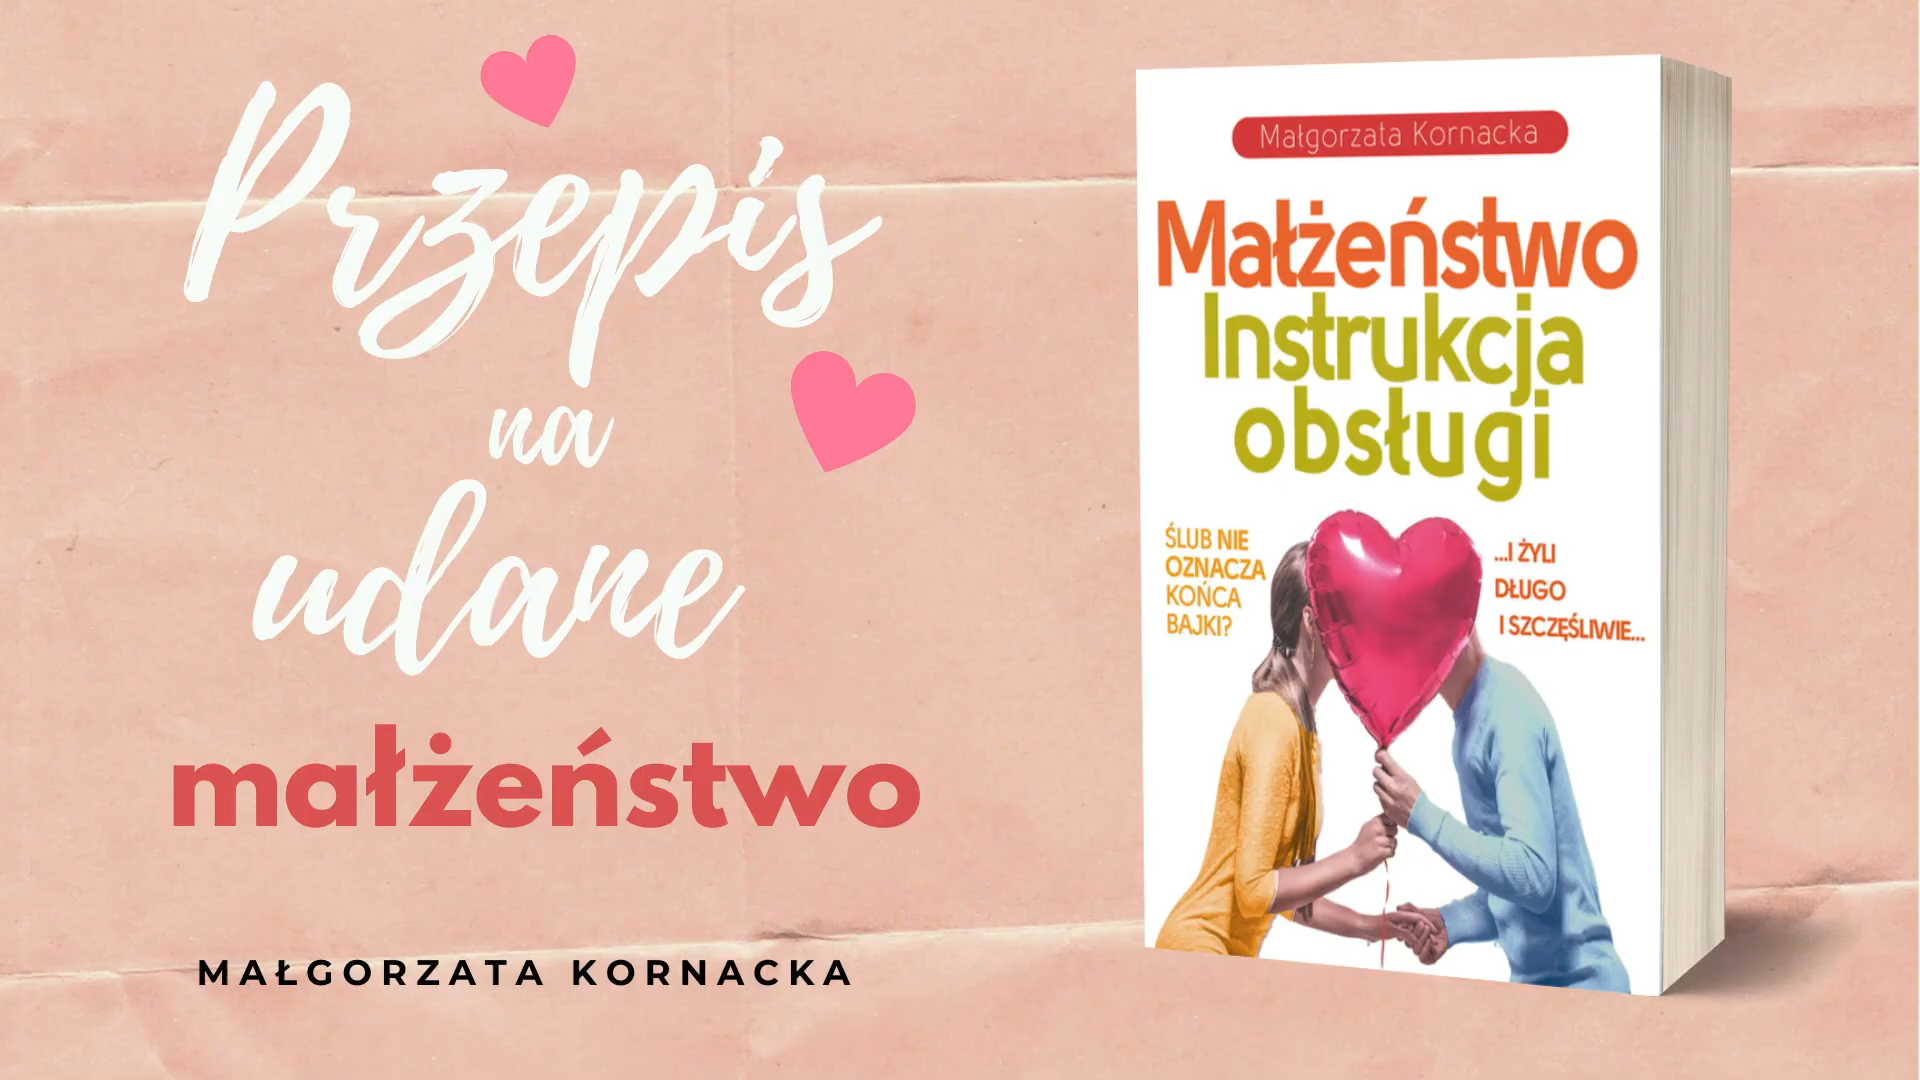 Przepis
na
udane
małżeństwo
MAŁGORZATA KORNACKA
Małgorzata Kornacka
Małżeństwo
Instrukcja
obsługi
ŚLUB NIE
OZNACZA
KOŃCA
BAJKI?
...I ŻYLI
DŁUGO
I SZCZĘŚLIWIE...